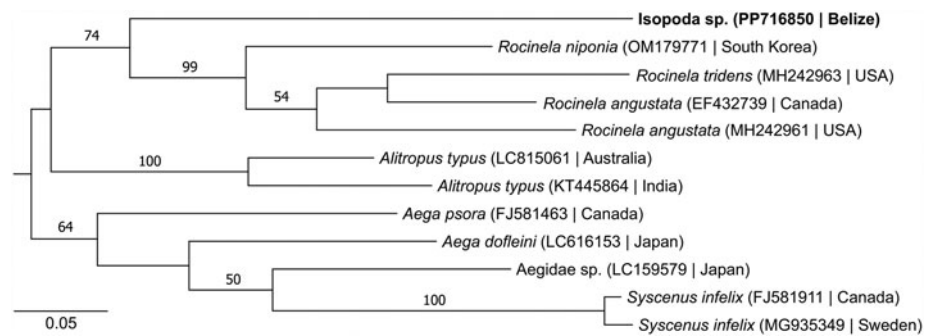 Isopoda sp. (PP716850 | Belize)
74
Rocinela niponia (OM179771 | South Korea)
99
Rocinela tridens (MH242963 | USA)
54
Rocinela angustata (EF432739 | Canada)
Rocinela angustata (MH242961 | USA)
Alitropus typus (LC815061 | Australia)
100
Alitropus typus (KT445864 | India)
Aega psora (FJ581463 | Canada)
64
Aega dofleini (LC616153 | Japan)
Aegidae sp. (LC159579 | Japan)
50
Syscenus infelix (FJ581911 | Canada)
100
Syscenus infelix (MG935349 | Sweden)
0.05